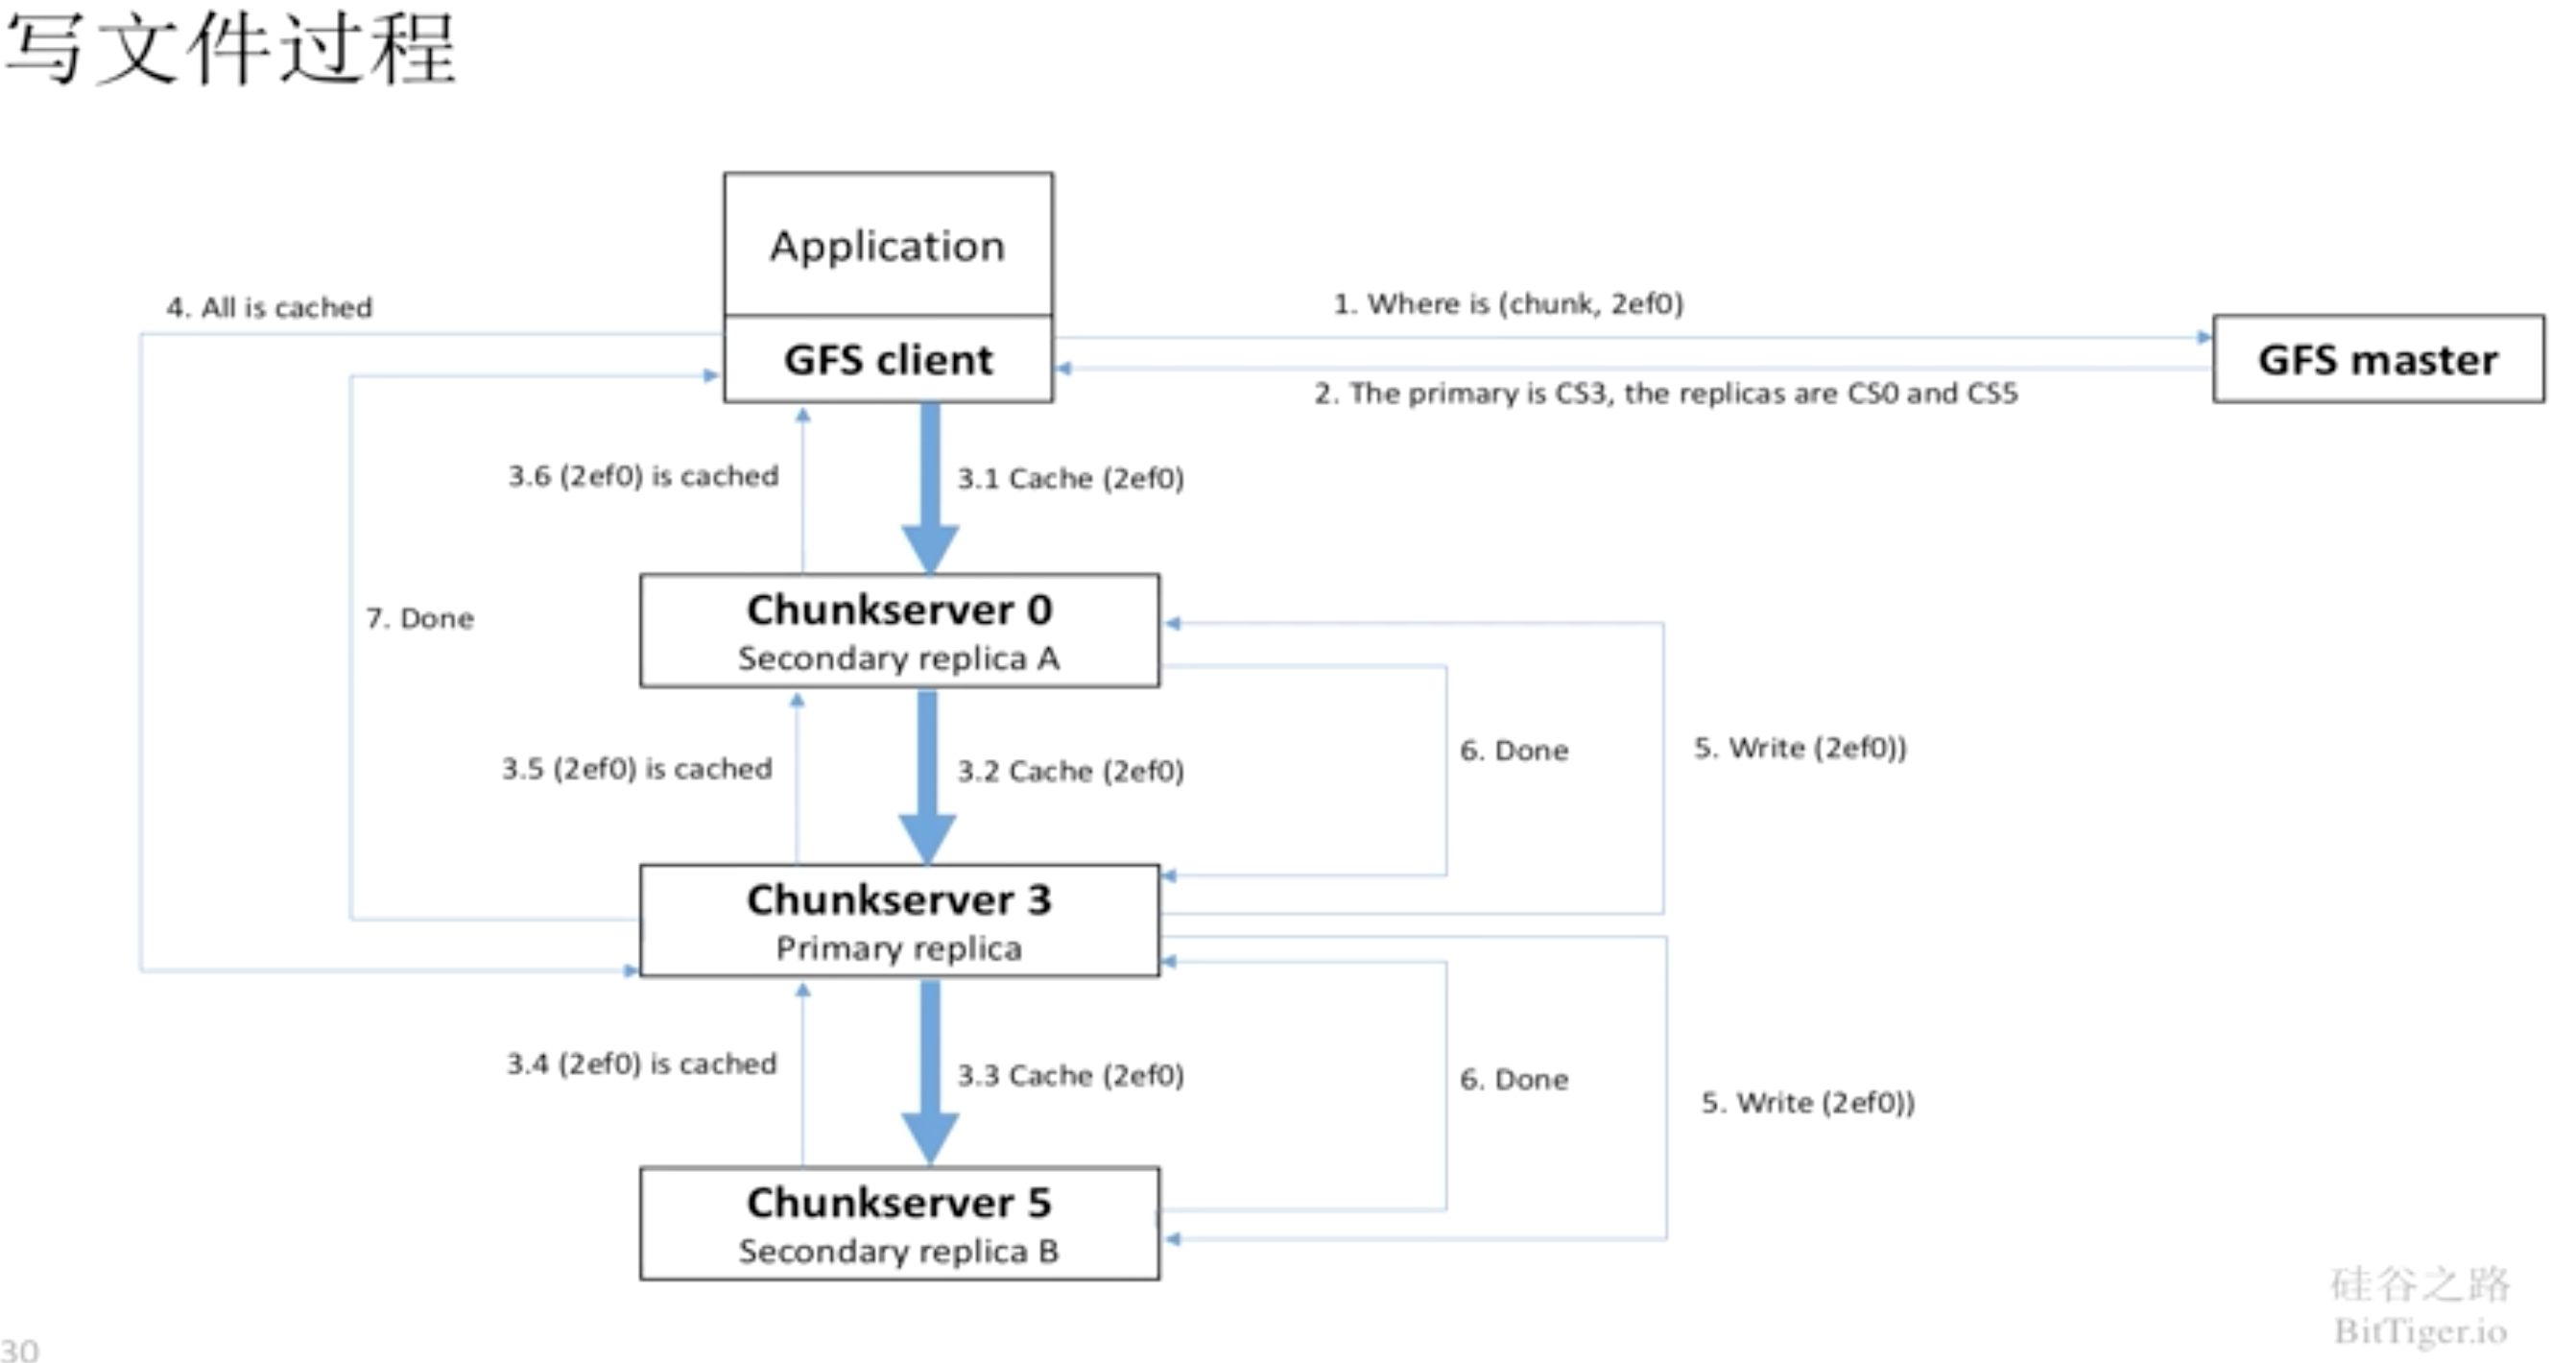 写文件过程
Application
4. All is cached
1. Where is (chunk, 2ef0)
GFS client
GFS master
2. The primary is CS3, the replicas are CS0 and CS5
3.6 (2ef0) is cached
3.1 Cache (2ef0)
Chunkserver 0
Secondary replica A
7. Done
3.5 (2ef0) is cached
3.2 Cache (2ef0)
6. Done
5. Write (2ef0))
Chunkserver 3
Primary replica
3.4 (2ef0) is cached
3.3 Cache (2ef0)
6. Done
5. Write (2ef0))
Chunkserver 5
Secondary replica B
硅谷之路
BitTiger.io
30